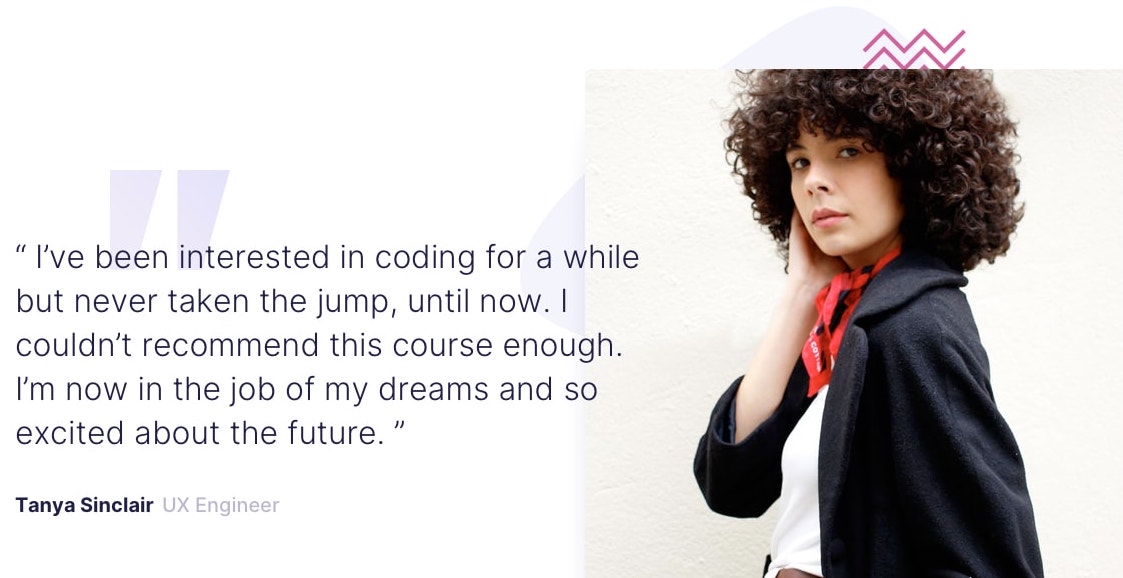 “ I’ve been interested in coding for a while
but never taken the jump, until now. I
couldn’t recommend this course enough.
I’m now in the job of my dreams and so
excited about the future. ”
Tanya Sinclair UX Engineer